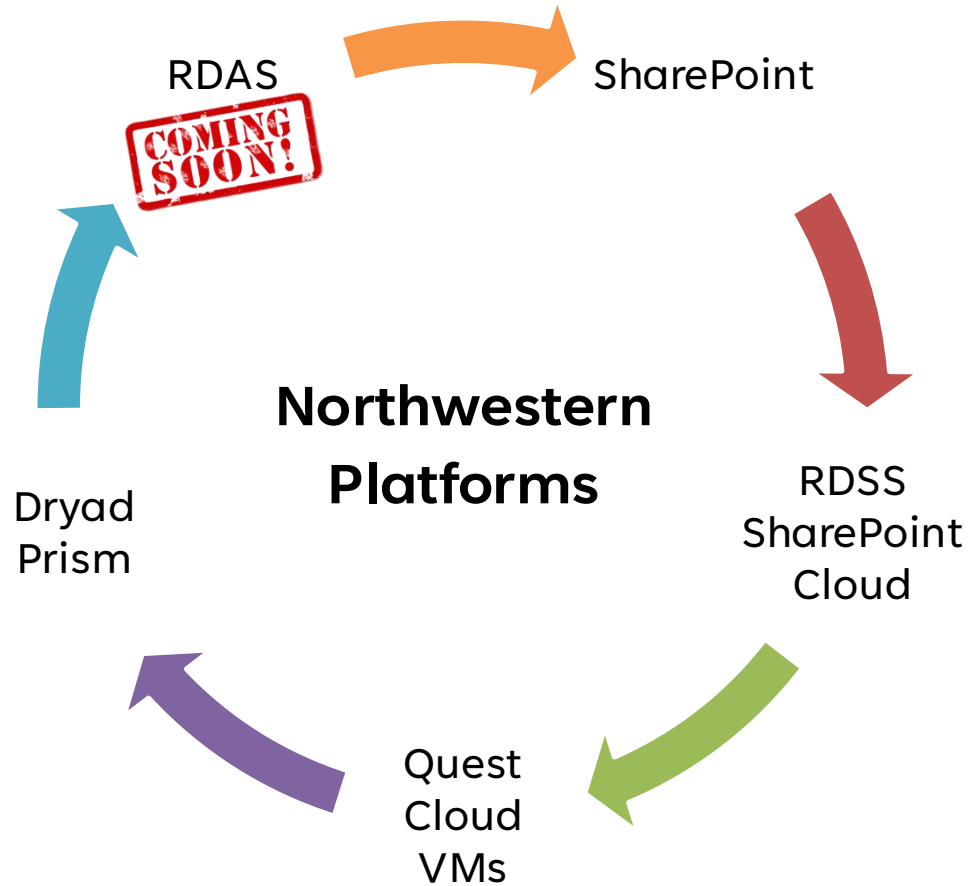 RDAS
COMING
SOON!
SharePoint
Northwestern
Platforms
RDSS
SharePoint
Cloud
Quest
Cloud
VMs
Dryad
Prism